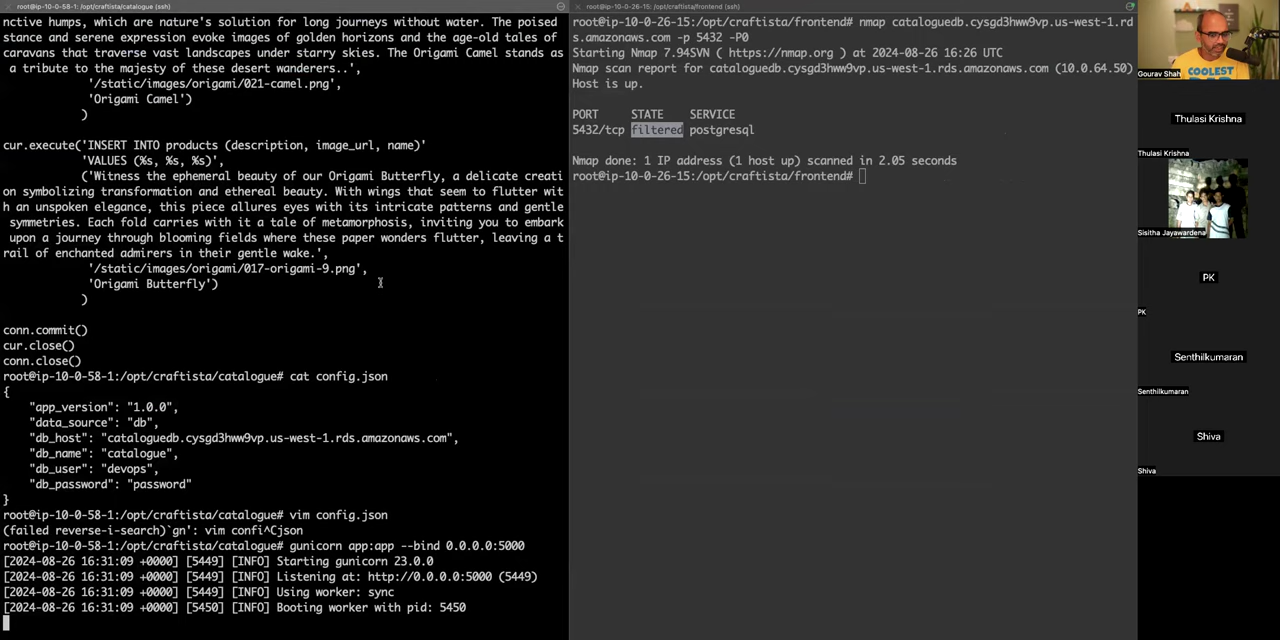 root@ip-10-0-58-1: /opt/craftista/catalogue (ssh)
nctive humps, which are nature's solution for long journeys without water. The poised
stance and serene expression evoke images of golden horizons and the age-old tales of
caravans that traverse vast landscapes under starry skies. The Origami Camel stands as
a tribute to the majesty of these desert wanderers..',
'/static/images/origami/021-camel.png',
'Origami Camel')
)
cur.execute('INSERT INTO products (description, image_url, name)'
'VALUES (%s, %s, %s)',
('Witness the ephemeral beauty of our Origami Butterfly, a delicate creati
on symbolizing transformation and ethereal beauty. With wings that seem to flutter wit
h an unspoken elegance, this piece allures eyes with its intricate patterns and gentle
symmetries. Each fold carries with it a tale of metamorphosis, inviting you to embark
upon a journey through blooming fields where these paper wonders flutter, leaving a t
rail of enchanted admirers in their gentle wake.',
'/static/images/origami/017-origami-9.png',
'Origami Butterfly')
)
conn.commit()
cur.close()
conn.close()
root@ip-10-0-58-1:/opt/craftista/catalogue# cat config.json
{
"app_version": "1.0.0",
"data_source": "db",
"db_host": "cataloguedb.cysgd3hww9vp.us-west-1.rds.amazonaws.com",
"db_name": "catalogue",
"db_user": "devops",
"db_password": "password"
}
root@ip-10-0-58-1:/opt/craftista/catalogue# vim config.json
(failed reverse-i-search)`gn': vim confi^Cjson
root@ip-10-0-58-1:/opt/craftista/catalogue# gunicorn app:app --bind 0.0.0.0:5000
[2024-08-26 16:31:09 +0000] [5449] [INFO] Starting gunicorn 23.0.0
[2024-08-26 16:31:09 +0000] [5449] [INFO] Listening at: http://0.0.0.0:5000 (5449)
[2024-08-26 16:31:09 +0000] [5449] [INFO] Using worker: sync
[2024-08-26 16:31:09 +0000] [5450] [INFO] Booting worker with pid: 5450
root@ip-10-0-26-15:/opt/craftista/frontend (ssh)
root@ip-10-0-26-15:/opt/craftista/frontend# nmap cataloguedb.cysgd3hww9vp.us-west-1.rd
s.amazonaws.com -p 5432 -P0
Starting Nmap 7.94SVN ( https://nmap.org ) at 2024-08-26 16:26 UTC
Nmap scan report for cataloguedb.cysgd3hww9vp.us-west-1.rds.amazonaws.com (10.0.64.50)
Host is up.
PORT STATE SERVICE
5432/tcp filtered postgresql
Nmap done: 1 IP address (1 host up) scanned in 2.05 seconds
root@ip-10-0-26-15:/opt/craftista/frontend#
COOLEST
Gourav Shah
Thulasi Krishna
Thulasi Krishna
Sisitha Jayawardena
PK
PK
Senthilkumaran
Senthilkumaran
Shiva
Shiva